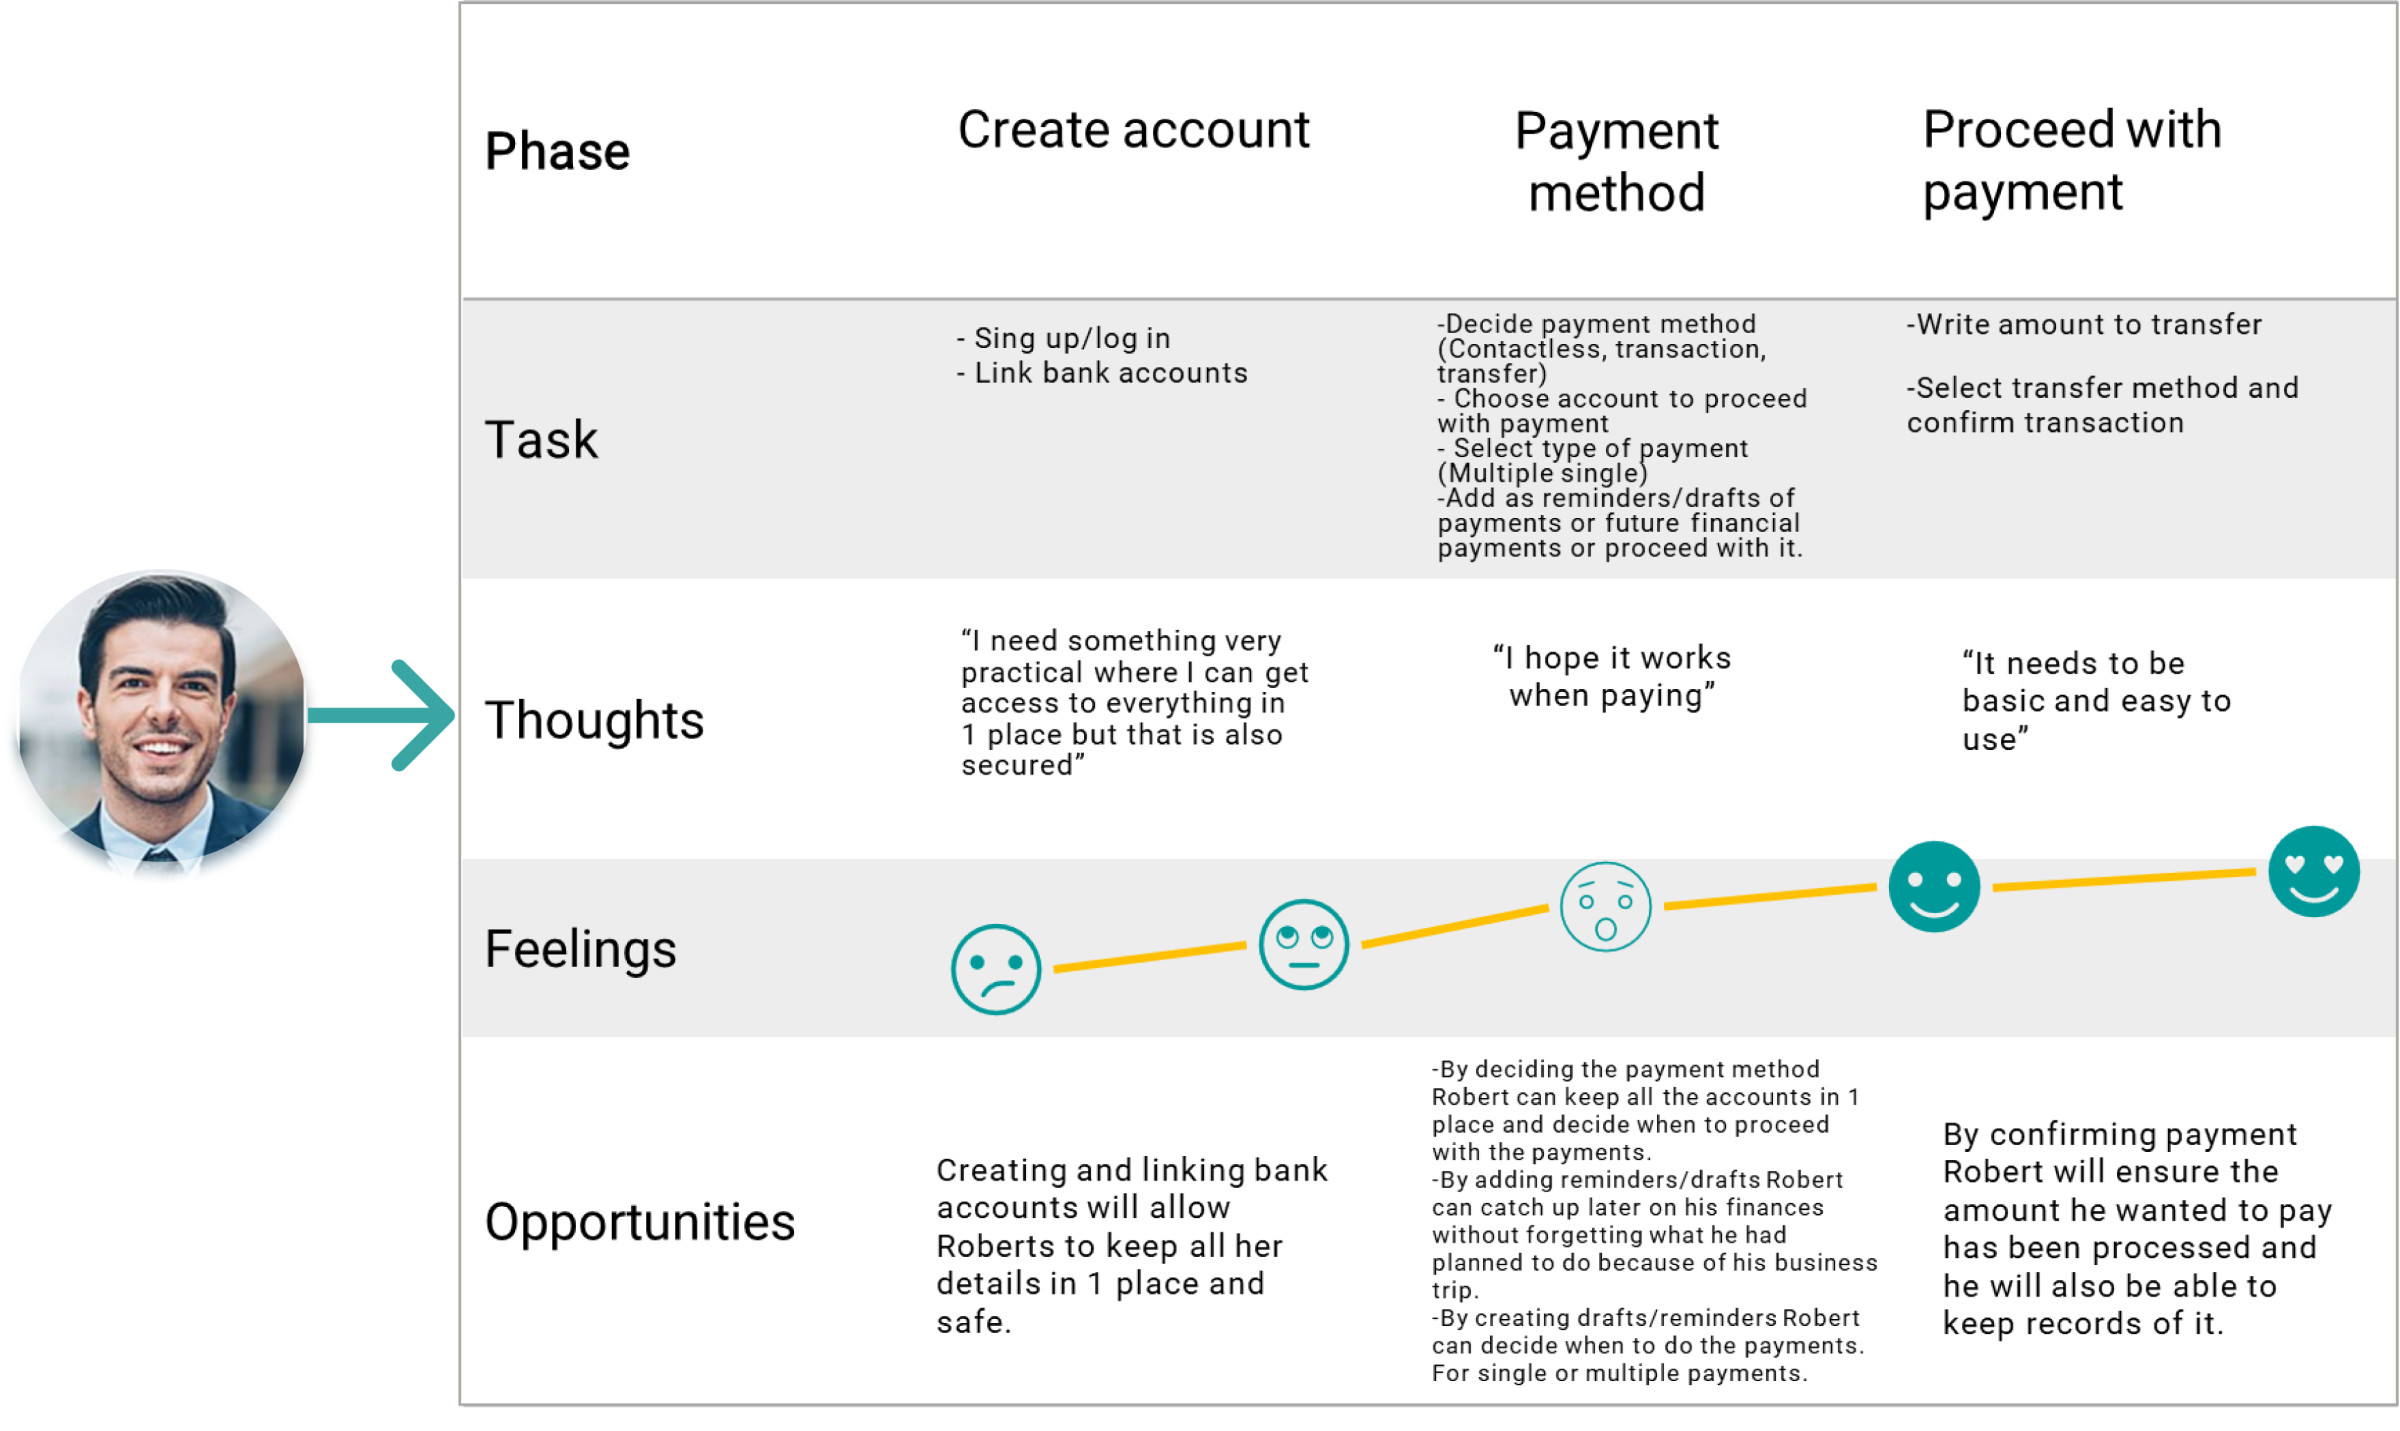 Phase
Create account
Payment
method
Proceed with
payment
Task
- Sing up/log in
- Link bank accounts
-Decide payment method
(Contactless, transaction,
transfer)
- Choose account to proceed
with payment
- Select type of payment
(Multiple single)
-Add as reminders/drafts of
payments or future financial
payments or proceed with it.
-Write amount to transfer
-Select transfer method and
confirm transaction
Thoughts
“I need something very
practical where I can get
access to everything in
1 place but that is also
secured”
“I hope it works
when paying”
“It needs to be
basic and easy to
use”
Feelings
Opportunities
Creating and linking bank
accounts will allow
Roberts to keep all her
details in 1 place and
safe.
-By deciding the payment method
Robert can keep all the accounts in 1
place and decide when to proceed
with the payments.
-By adding reminders/drafts Robert
can catch up later on his finances
without forgetting what he had
planned to do because of his business
trip.
-By creating drafts/reminders Robert
can decide when to do the payments.
For single or multiple payments.
By confirming payment
Robert will ensure the
amount he wanted to pay
has been processed and
he will also be able to
keep records of it.